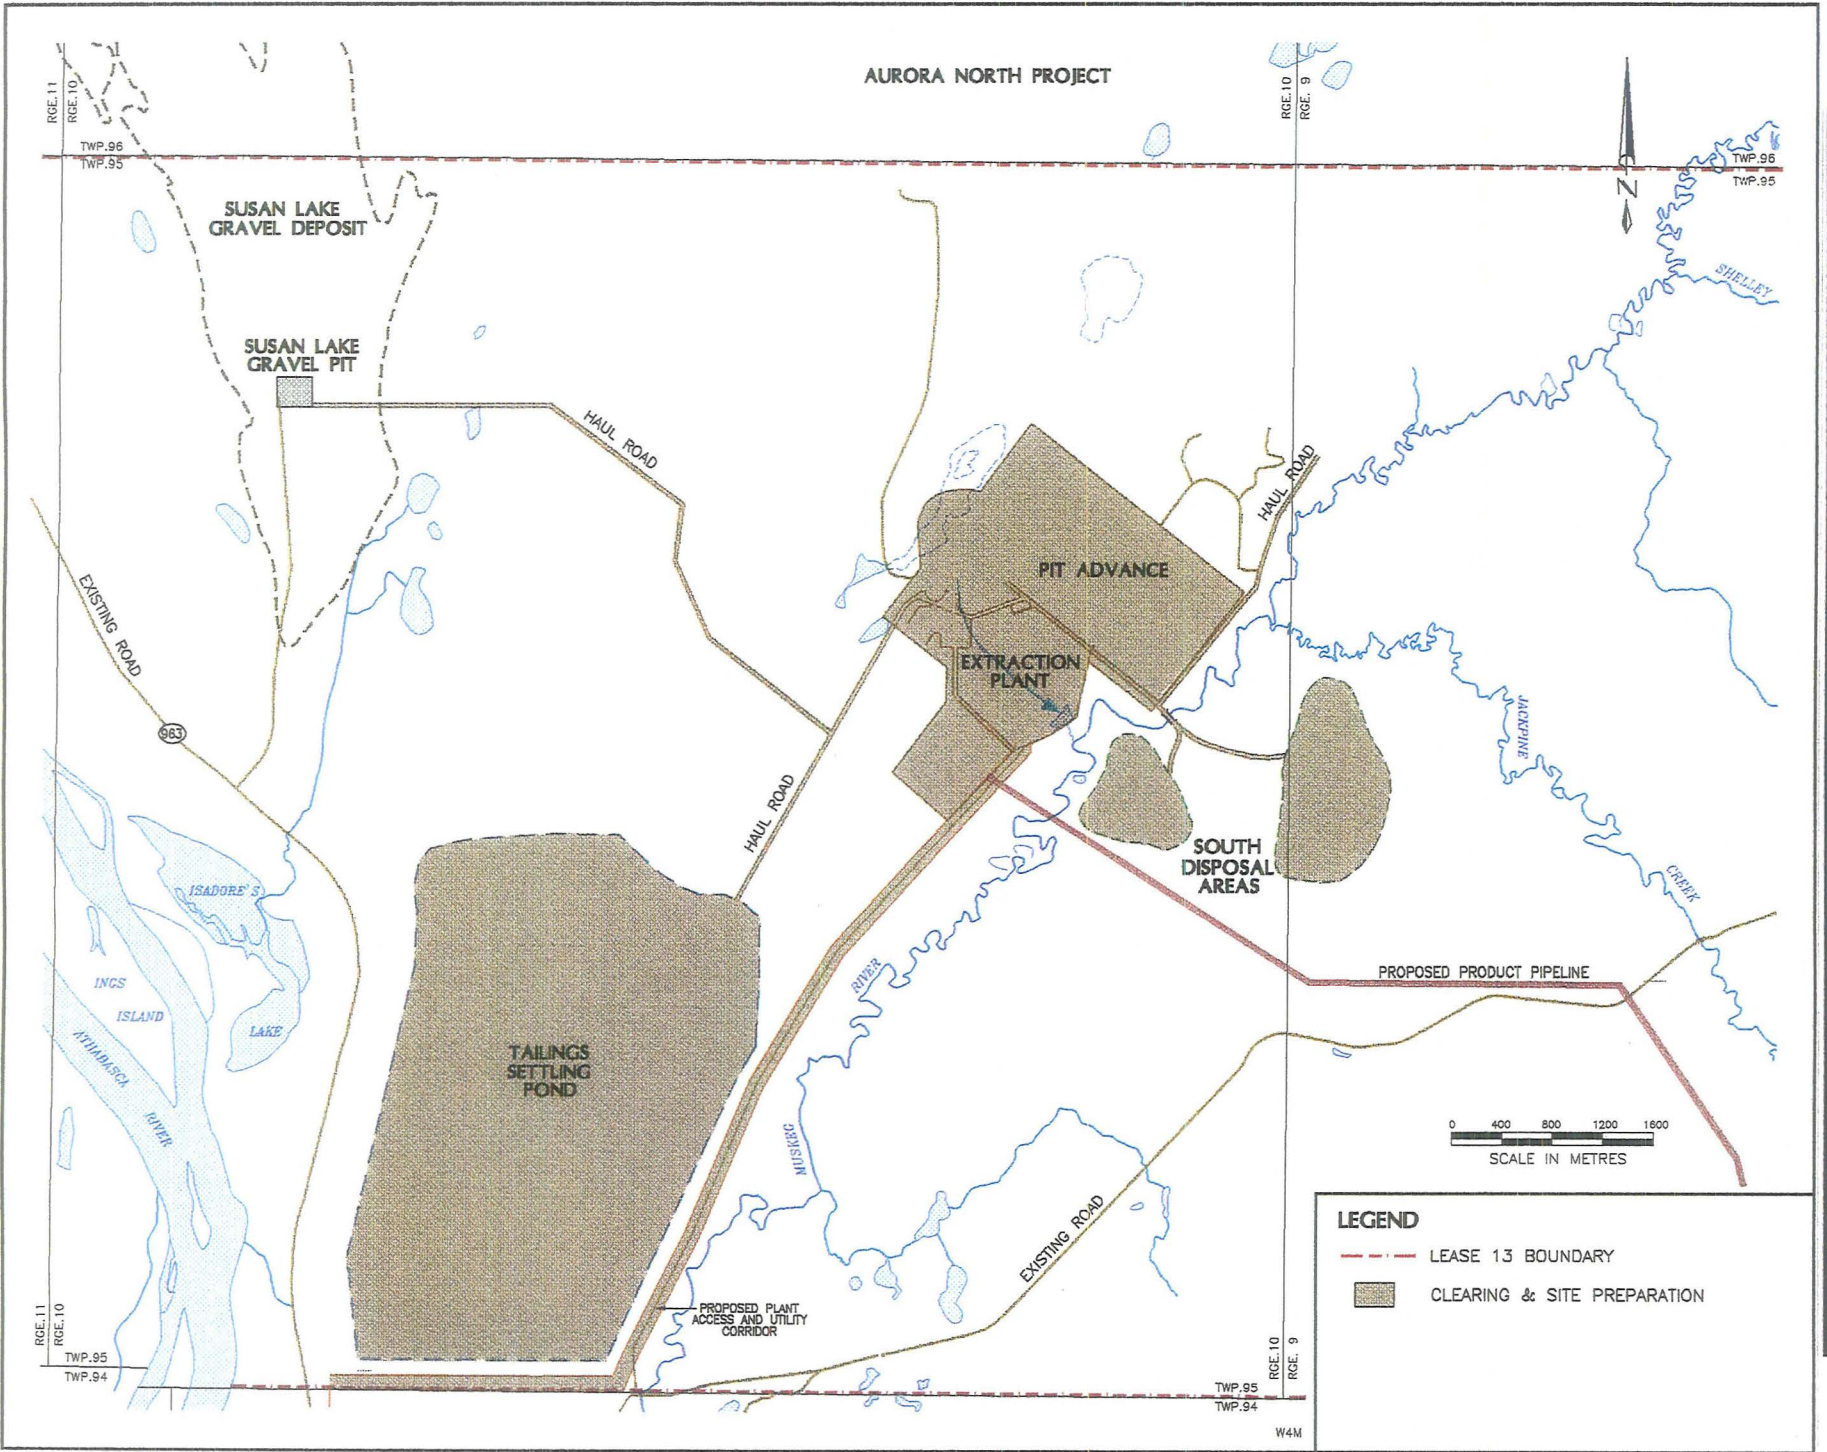 AURORA NORTH PROJECT
RGE.11
RGE.10
RGE.10
RGE. 9
TWP.96
TWP.95
TWP.96
TWP.95
N
SUSAN LAKE
GRAVEL DEPOSIT
SHELLEY
SUSAN LAKE
GRAVEL PIT
HAUL ROAD
HAUL ROAD
PIT ADVANCE
EXISTING ROAD
EXTRACTION
PLANT
963
JACKPINE
CREEK
HAUL ROAD
SOUTH
DISPOSAL
AREAS
ISADORE'S
LAKE
RIVER
PROPOSED PRODUCT PIPELINE
INGS
ISLAND
ATHABASCA
RIVER
TAILINGS
SETTLING
POND
MUSKEG
0 400 800 1200 1600
SCALE IN METRES
EXISTING ROAD
LEGEND
LEASE 13 BOUNDARY
CLEARING & SITE PREPARATION
PROPOSED PLANT
ACCESS AND UTILITY
CORRIDOR
RGE.11
RGE.10
RGE.10
RGE. 9
TWP.95
TWP.94
TWP.95
TWP.94
W4M